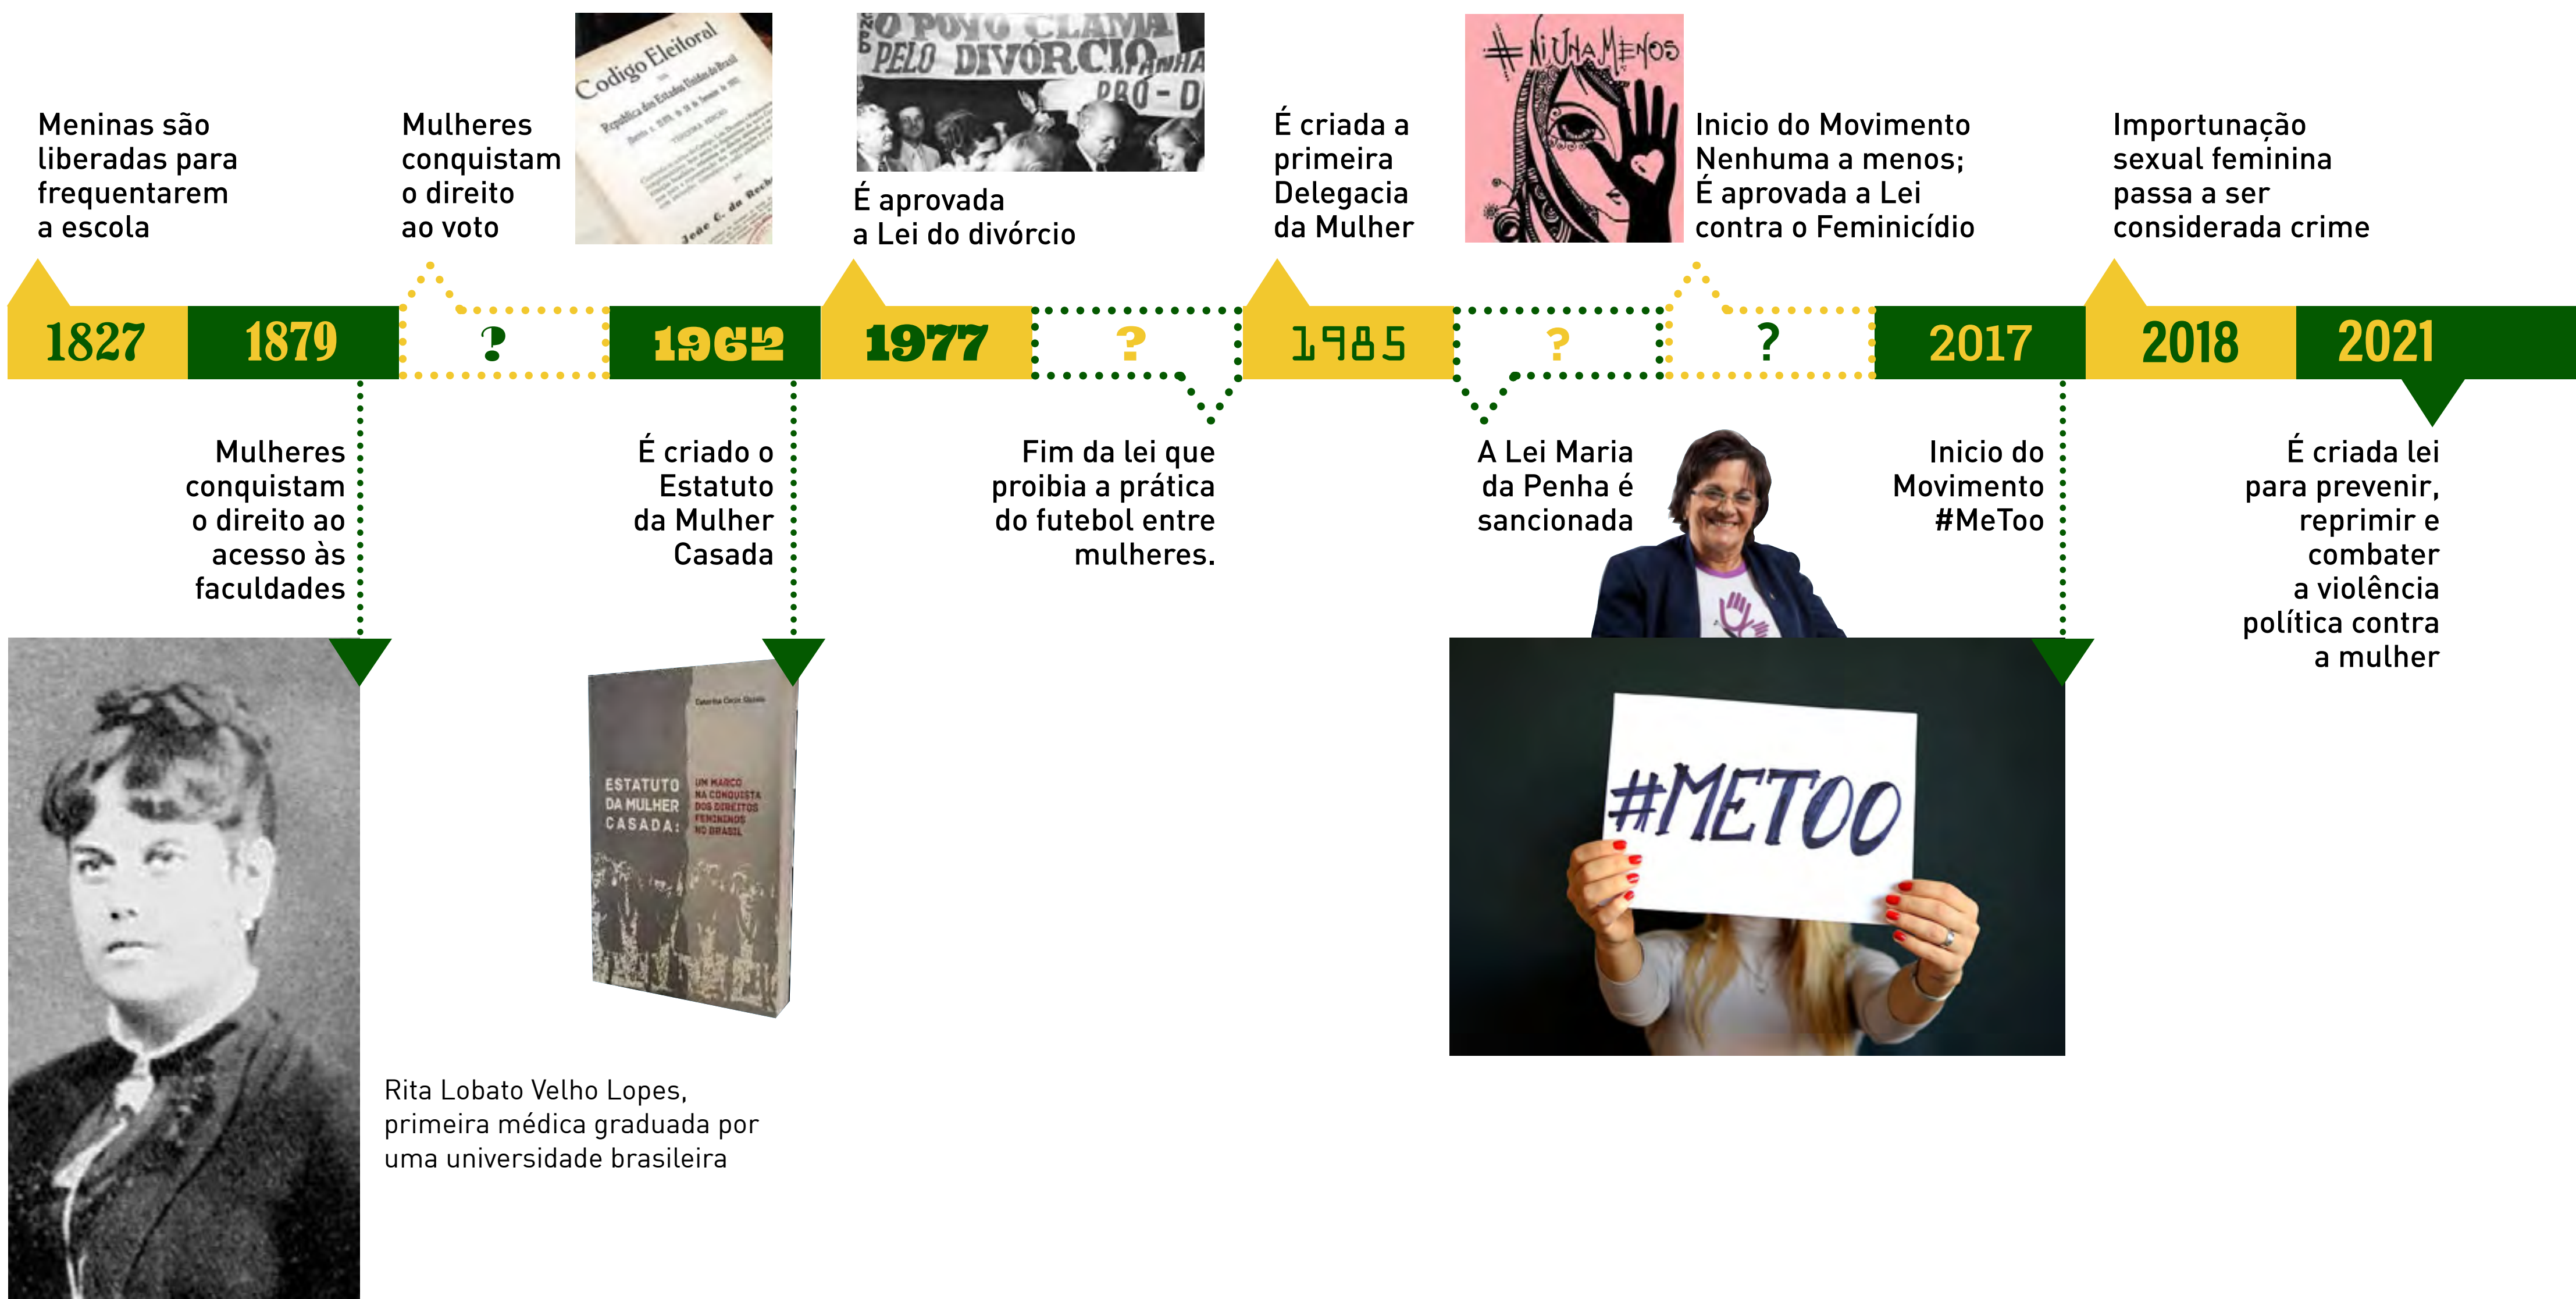 Meninas são
liberadas para
frequentarem
a escola
Mulheres
conquistam
o direito
ao voto
Codigo Eleitoral
Republica dos Estados Unidos do Brasil
O POVO CLAMA
PELO DIVÓRCIO
PRÓ-D
É aprovada
a Lei do divórcio
É criada a
primeira
Delegacia
da Mulher
#NiUnaMenos
Inicio do Movimento
Nenhuma a menos;
É aprovada a Lei
contra o Feminicídio
Importunação
sexual feminina
passa a ser
considerada crime
1827
1879
?
1962
1977
?
1985
?
?
2017
2018
2021
Mulheres
conquistam
o direito ao
acesso às
faculdades
É criado o
Estatuto
da Mulher
Casada
Fim da lei que
proibia a prática
do futebol entre
mulheres.
A Lei Maria
da Penha é
sancionada
Inicio do
Movimento
#MeToo
É criada lei
para prevenir,
reprimir e
combater
a violência
política contra
a mulher
ESTATUTO
DA MULHER
CASADA:
UM MARCO
NA CONQUISTA
DOS DIREITOS
FEMININOS
NO BRASIL
#METOO
Rita Lobato Velho Lopes,
primeira médica graduada por
uma universidade brasileira